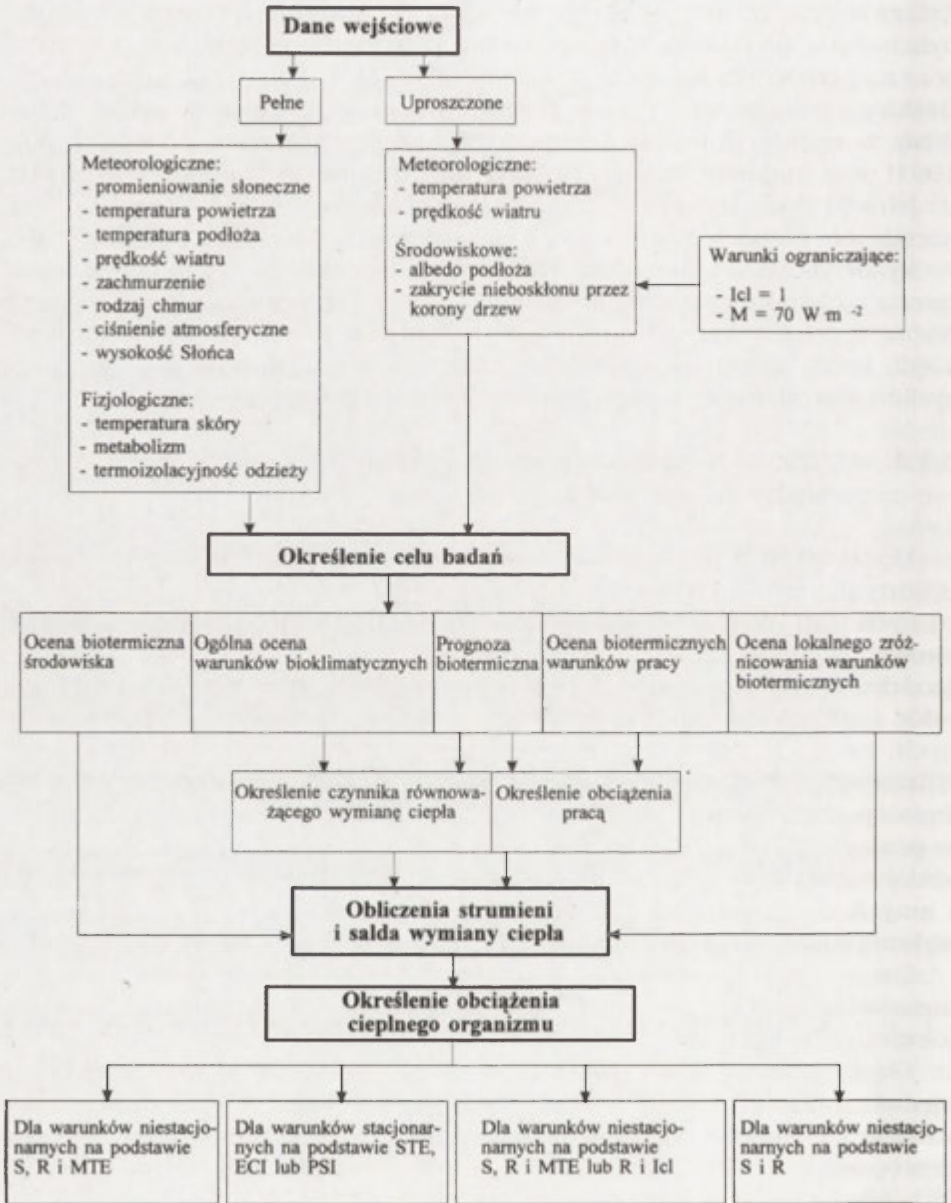 Dane wejściowe
Pełne
Uproszczone
Meteorologiczne:
- promieniowanie słoneczne
- temperatura powietrza
- temperatura podłoża
- prędkość wiatru
- zachmurzenie
- rodzaj chmur
- ciśnienie atmosferyczne
- wysokość Słońca
Fizjologiczne:
- temperatura skóry
- metabolizm
- termoizolacyjność odzieży
Meteorologiczne:
- temperatura powietrza
- prędkość wiatru
Środowiskowe:
- albedo podłoża
- zakrycie nieboskłonu przez
korony drzew
Warunki ograniczające:
- Icl = 1
- M = 70 W·m -2
Określenie celu badań
Ocena biotermiczna
środowiska
Ogólna ocena
warunków bioklimatycznych
Prognoza
biotermiczna
Ocena biotermicznych
warunków pracy
Ocena lokalnego zróż-
nicowania warunków
biotermicznych
Określenie czynnika równowa-
żącego wymianę ciepła
Określenie obciążenia
pracą
Obliczenia strumieni
i salda wymiany ciepła
Określenie obciążenia
cieplnego organizmu
Dla warunków niestacjo-
narnych na podstawie
S, R i MTE
Dla warunków stacjonar-
nych na podstawie STE,
ECI lub PSI
Dla warunków niestacjo-
narnych na podstawie
S, R i MTE lub R i Icl
Dla warunków niestacjo-
narnych na podstawie
S i R